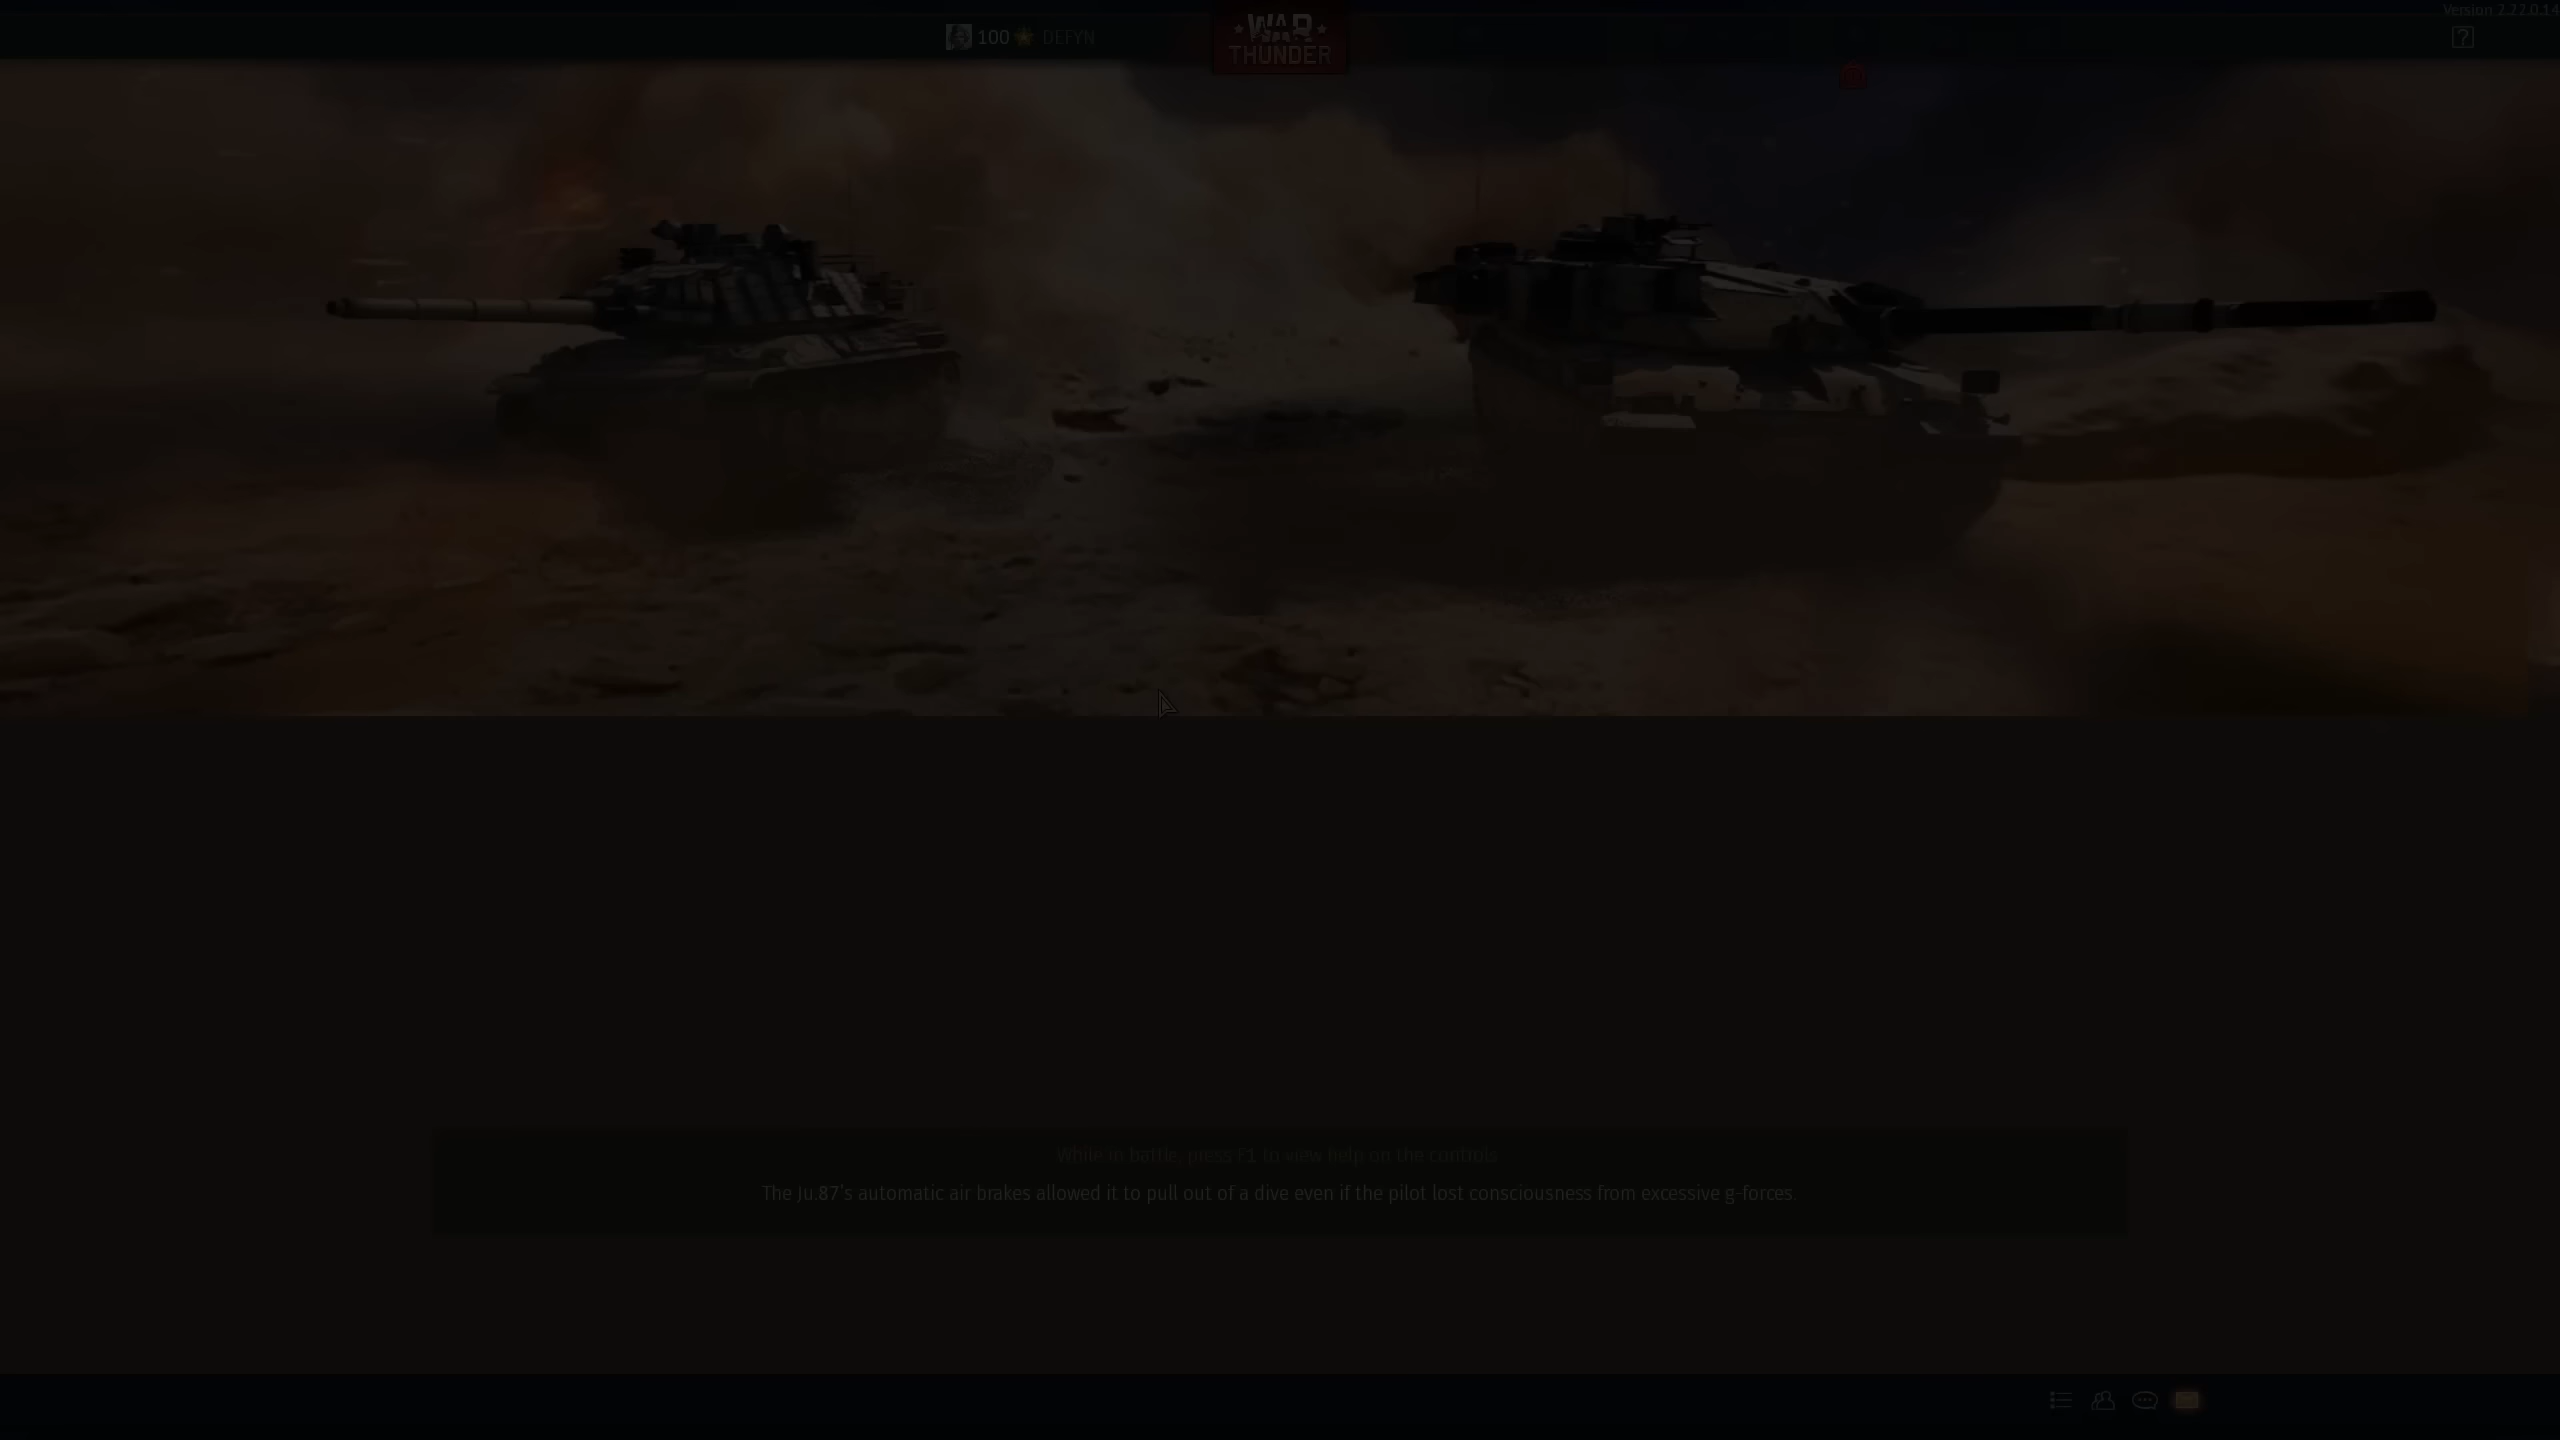 Version 2.22.0.14
100 DEFYN
WAR
THUNDER
?
While in battle, press F1 to view help on the controls
The Ju.87's automatic air brakes allowed it to pull out of a dive even if the pilot lost consciousness from excessive g-forces.